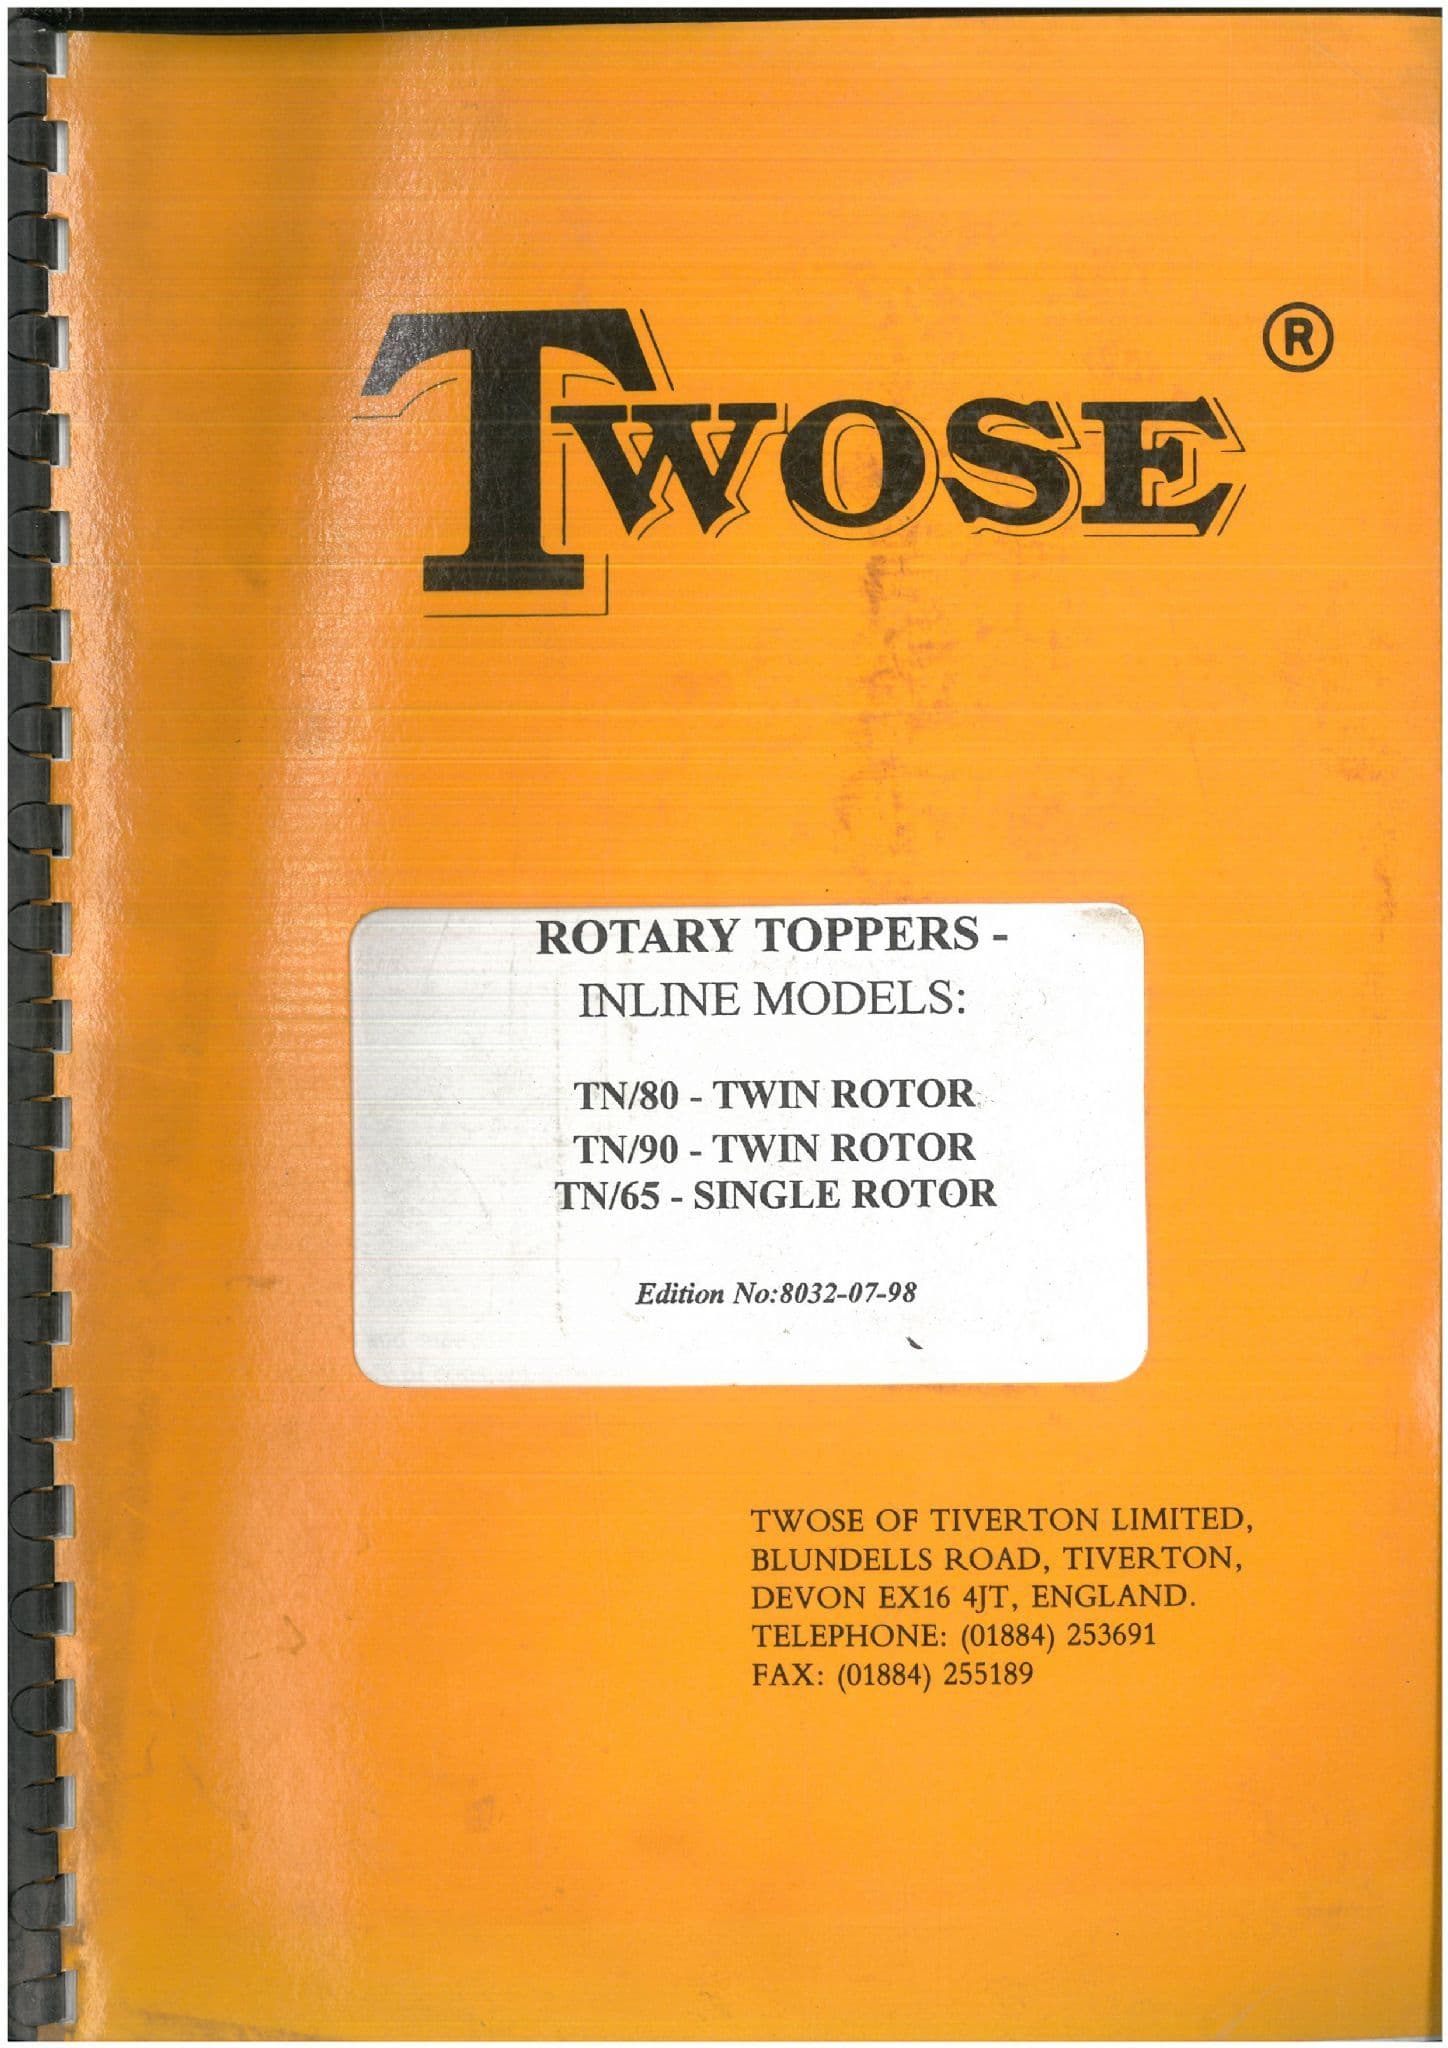 TWOSE ®
ROTARY TOPPERS -
INLINE MODELS:
TN/80 - TWIN ROTOR
TN/90 - TWIN ROTOR
TN/65 - SINGLE ROTOR
Edition No:8032-07-98
TWOSE OF TIVERTON LIMITED,
BLUNDELLS ROAD, TIVERTON,
DEVON EX16 4JT, ENGLAND.
TELEPHONE: (01884) 253691
FAX: (01884) 255189